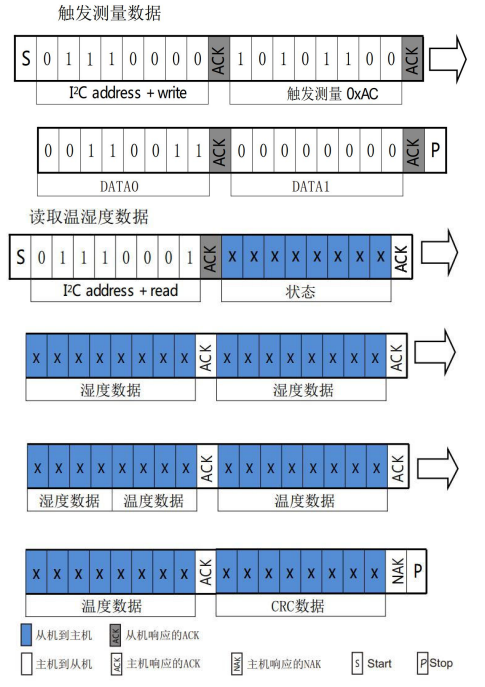 触发测量数据
S 0 1 1 1 0 0 0 0 ACK 1 0 1 0 1 1 0 0 ACK
I²C address + write 触发测量 0xAC
0 0 1 1 0 0 1 1 ACK 0 0 0 0 0 0 0 0 ACK P
DATA0 DATA1
读取温湿度数据
S 0 1 1 1 0 0 0 1 ACK X X X X X X X X ACK
I²C address + read 状态
X X X X X X X X ACK X X X X X X X X ACK
湿度数据 湿度数据
X X X X X X X X ACK X X X X X X X X ACK
湿度数据 温度数据 温度数据
X X X X X X X X ACK X X X X X X X X NAK P
温度数据 CRC数据
从机到主机 ACK 从机响应的ACK
主机到从机 ACK 主机响应的ACK NAK 主机响应的NAK S Start P Stop